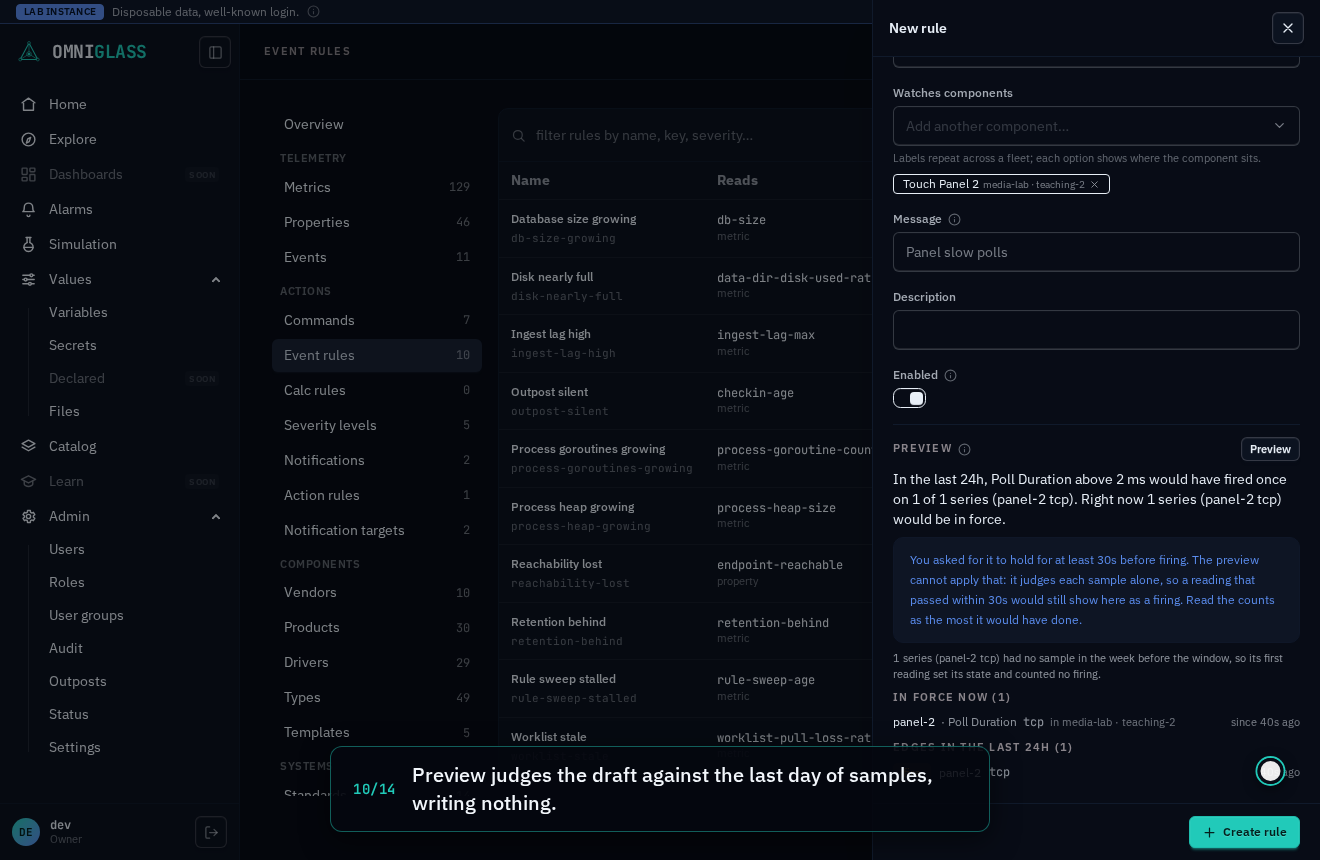 LAB INSTANCE Disposable data, well-known login.
OMNIGLASS
Home
Explore
Dashboards SOON
Alarms
Simulation
Values
Variables
Secrets
Declared SOON
Files
Catalog
Learn SOON
Admin
Users
Roles
User groups
Audit
Outposts
Status
Settings
DE dev
Owner
EVENT RULES
Overview
TELEMETRY
Metrics 129
Properties 46
Events 11
ACTIONS
Commands 7
Event rules 10
Calc rules 0
Severity levels 5
Notifications 2
Action rules 1
Notification targets 2
COMPONENTS
Vendors 10
Products 30
Drivers 29
Types 49
Templates 5
SYSTEMS
filter rules by name, key, severity...
Name Reads
Database size growing db-size
db-size-growing metric
Disk nearly full data-dir-disk-used-rat
disk-nearly-full metric
Ingest lag high ingest-lag-max
ingest-lag-high metric
Outpost silent checkin-age
outpost-silent metric
Process goroutines growing process-goroutine-coun
process-goroutines-growing metric
Process heap growing process-heap-size
process-heap-growing metric
Reachability lost endpoint-reachable
reachability-lost property
Retention behind retention-behind
retention-behind metric
Rule sweep stalled rule-sweep-age
rule-sweep-stalled metric
Worklist stale worklist-pull-loss-rat
New rule
Watches components
Add another component...
Labels repeat across a fleet; each option shows where the component sits.
Touch Panel 2 media-lab · teaching-2 ×
Message
Panel slow polls
Description
Enabled
PREVIEW Preview
In the last 24h, Poll Duration above 2 ms would have fired once
on 1 of 1 series (panel-2 tcp). Right now 1 series (panel-2 tcp)
would be in force.
You asked for it to hold for at least 30s before firing. The preview
cannot apply that: it judges each sample alone, so a reading that
passed within 30s would still show here as a firing. Read the counts
as the most it would have done.
1 series (panel-2 tcp) had no sample in the week before the window, so its first
reading set its state and counted no firing.
IN FORCE NOW (1)
panel-2 · Poll Duration tcp in media-lab · teaching-2 since 40s ago
EDGES IN THE LAST 24H (1)
panel-2 tcp ago
10/14 Preview judges the draft against the last day of samples,
writing nothing.
+ Create rule